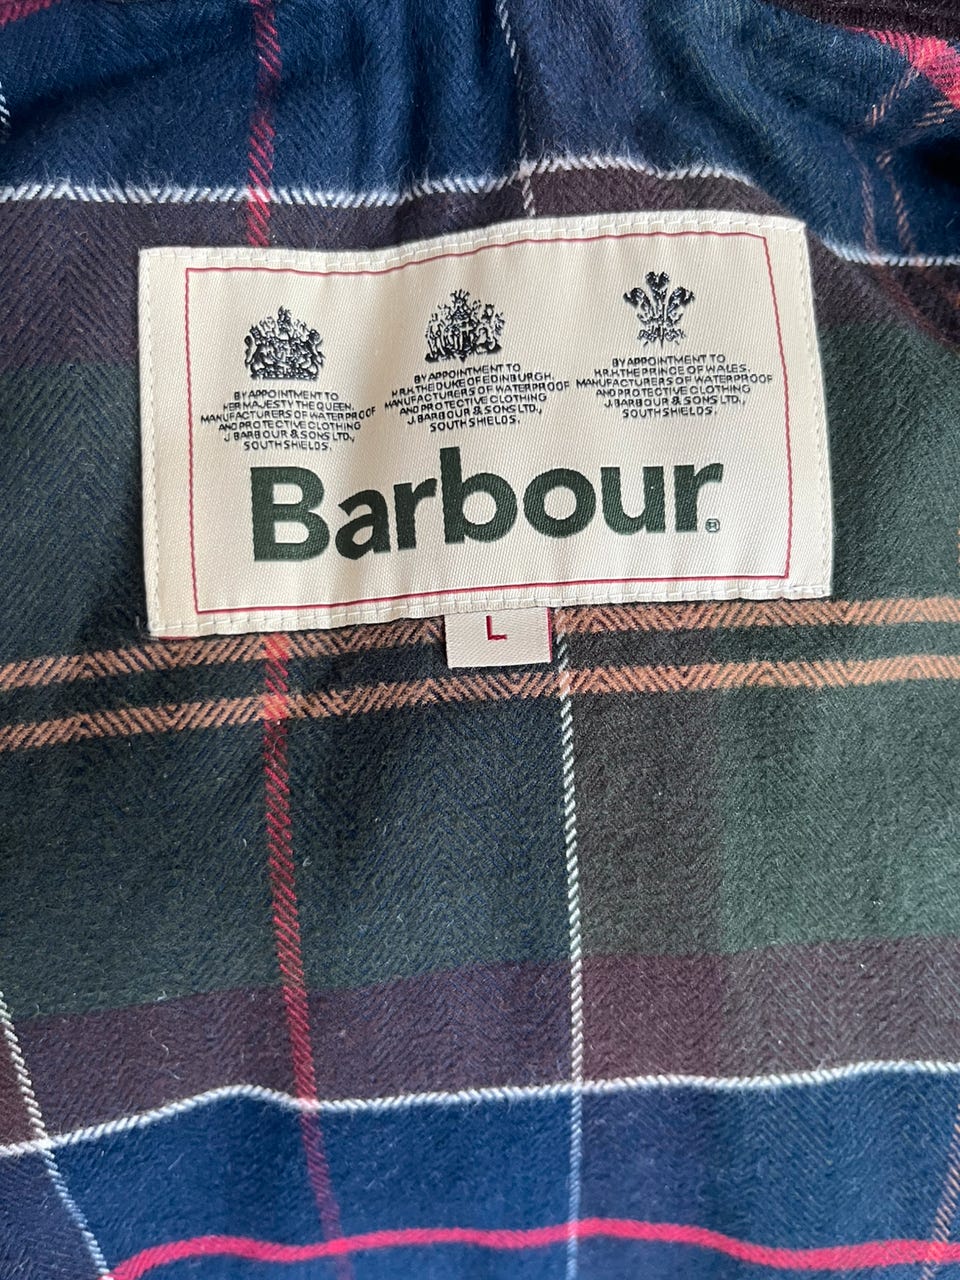 BY APPOINTMENT TO
HER MAJESTY THE QUEEN.
MANUFACTURERS OF WATERPROOF
AND PROTECTIVE CLOTHING
J. BARBOUR & SONS LTD.,
SOUTH SHIELDS.
BY APPOINTMENT TO
H.R.H. THE DUKE OF EDINBURGH.
MANUFACTURERS OF WATERPROOF
AND PROTECTIVE CLOTHING
J. BARBOUR & SONS LTD.,
SOUTH SHIELDS.
BY APPOINTMENT TO
H.R.H. THE PRINCE OF WALES.
MANUFACTURERS OF WATERPROOF
AND PROTECTIVE CLOTHING
J. BARBOUR & SONS LTD.,
SOUTH SHIELDS.
Barbour®
L